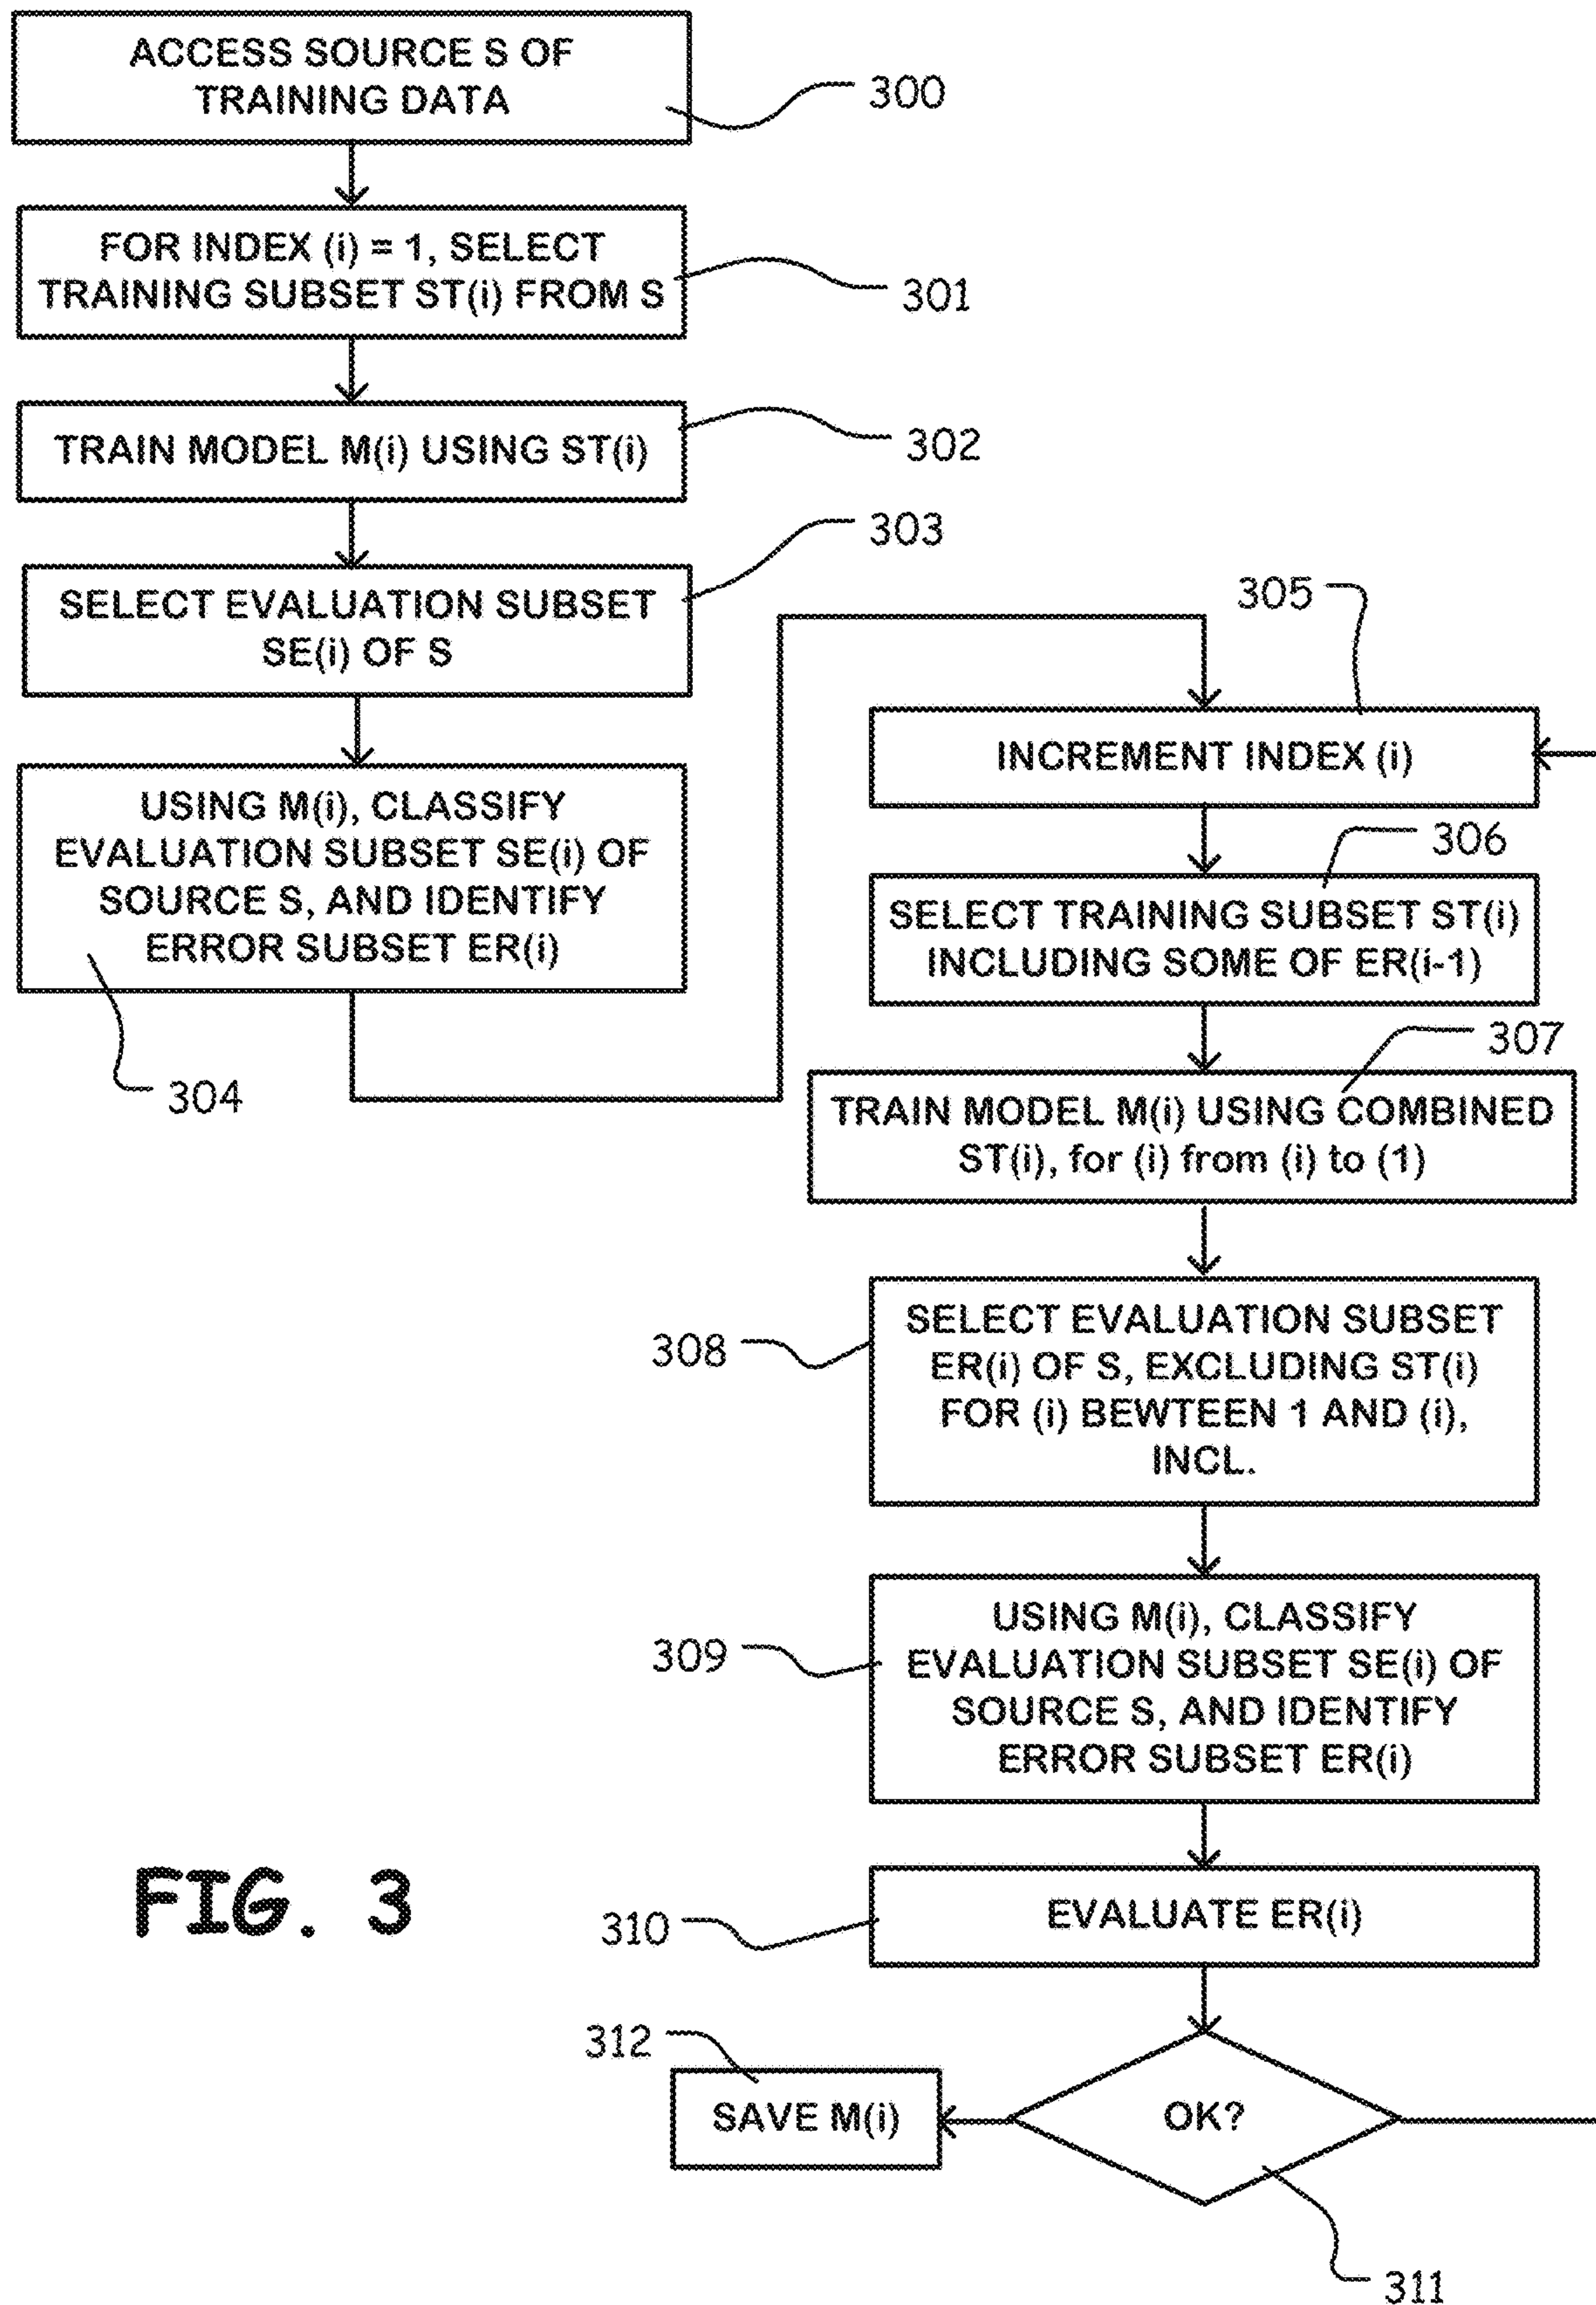 ACCESS SOURCE S OF
TRAINING DATA
300
FOR INDEX (i) = 1, SELECT
TRAINING SUBSET ST(i) FROM S
301
TRAIN MODEL M(i) USING ST(i)
302
SELECT EVALUATION SUBSET
SE(i) OF S
303
USING M(i), CLASSIFY
EVALUATION SUBSET SE(i) OF
SOURCE S, AND IDENTIFY
ERROR SUBSET ER(i)
304
305
INCREMENT INDEX (i)
306
SELECT TRAINING SUBSET ST(i)
INCLUDING SOME OF ER(i-1)
307
TRAIN MODEL M(i) USING COMBINED
ST(i), for (i) from (i) to (1)
308
SELECT EVALUATION SUBSET
ER(i) OF S, EXCLUDING ST(i)
FOR (i) BEWTEEN 1 AND (i),
INCL.
309
USING M(i), CLASSIFY
EVALUATION SUBSET SE(i) OF
SOURCE S, AND IDENTIFY
ERROR SUBSET ER(i)
310
EVALUATE ER(i)
312
SAVE M(i)
OK?
311
FIG. 3